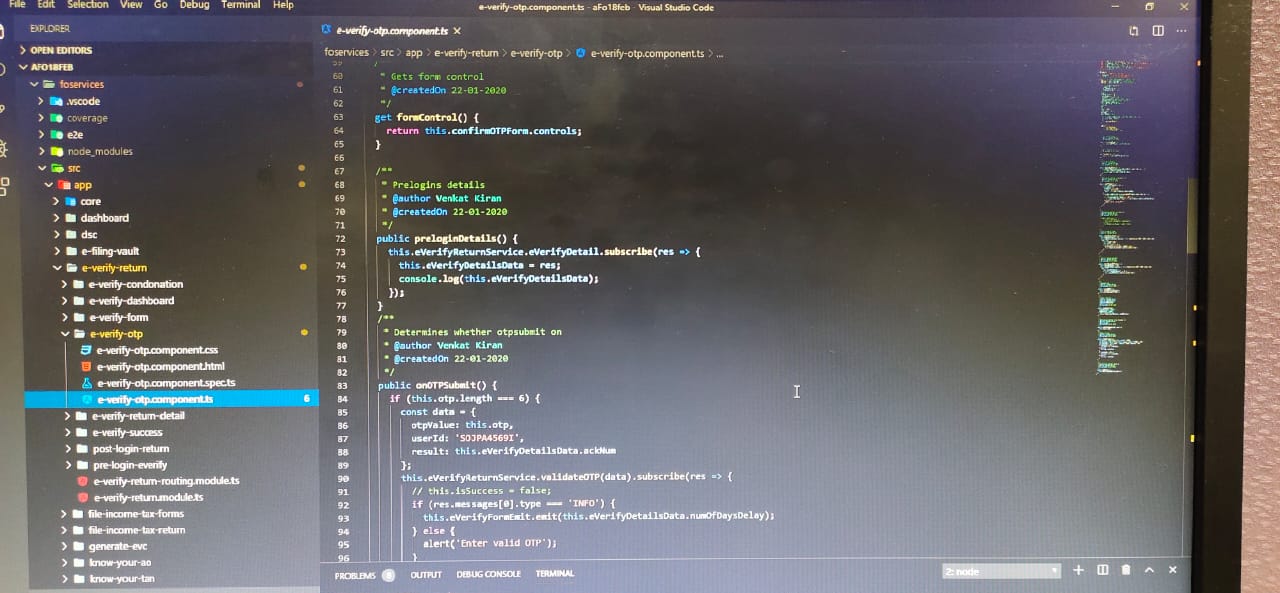 File Edit Selection View Go Debug Terminal Help
e-verify-otp.component.ts - aFo18feb - Visual Studio Code
EXPLORER
OPEN EDITORS
AFO18FEB
foservices
.vscode
coverage
e2e
node_modules
src
app
core
dashboard
dsc
e-filing-vault
e-verify-return
e-verify-condonation
e-verify-dashboard
e-verify-form
e-verify-otp
e-verify-otp.component.css
e-verify-otp.component.html
e-verify-otp.component.spec.ts
e-verify-otp.component.ts 6
e-verify-return-detail
e-verify-success
post-login-return
pre-login-everify
e-verify-return-routing.module.ts
e-verify-return.module.ts
file-income-tax-forms
file-income-tax-return
generate-evc
know-your-ao
know-your-tan
e-verify-otp.component.ts
foservices > src > app > e-verify-return > e-verify-otp > e-verify-otp.component.ts > ...
59 /
60 * Gets form control
61 * @createdOn 22-01-2020
62 */
63 get formControl() {
64 return this.confirmOTPForm.controls;
65 }
66
67 /**
68 * Prelogins details
69 * @author Venkat Kiran
70 * @createdOn 22-01-2020
71 */
72 public preloginDetails() {
73 this.eVerifyReturnService.eVerifyDetail.subscribe(res => {
74 this.eVerifyDetailsData = res;
75 console.log(this.eVerifyDetailsData);
76 });
77 }
78 /**
79 * Determines whether otpsubmit on
80 * @author Venkat Kiran
81 * @createdOn 22-01-2020
82 */
83 public onOTPSubmit() {
84 if (this.otp.length === 6) {
85 const data = {
86 otpValue: this.otp,
87 userId: 'SOJPA4569I',
88 result: this.eVerifyDetailsData.ackNum
89 };
90 this.eVerifyReturnService.validateOTP(data).subscribe(res => {
91 // this.isSuccess = false;
92 if (res.messages[0].type === 'INFO') {
93 this.eVerifyFormEmit.emit(this.eVerifyDetailsData.numOfDaysDelay);
94 } else {
95 alert('Enter valid OTP');
96 }
PROBLEMS 8 OUTPUT DEBUG CONSOLE TERMINAL
2: node